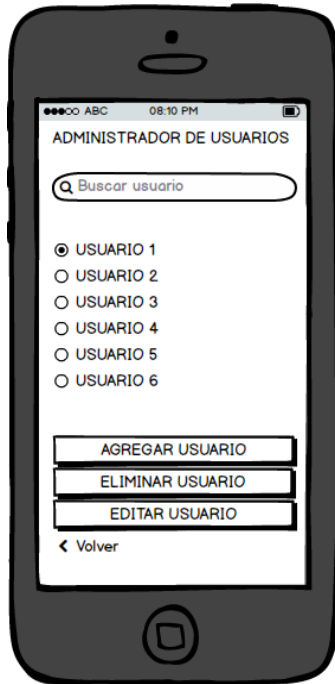 ABC 08:10 PM
ADMINISTRADOR DE USUARIOS
Buscar usuario
USUARIO 1
USUARIO 2
USUARIO 3
USUARIO 4
USUARIO 5
USUARIO 6
AGREGAR USUARIO
ELIMINAR USUARIO
EDITAR USUARIO
Volver